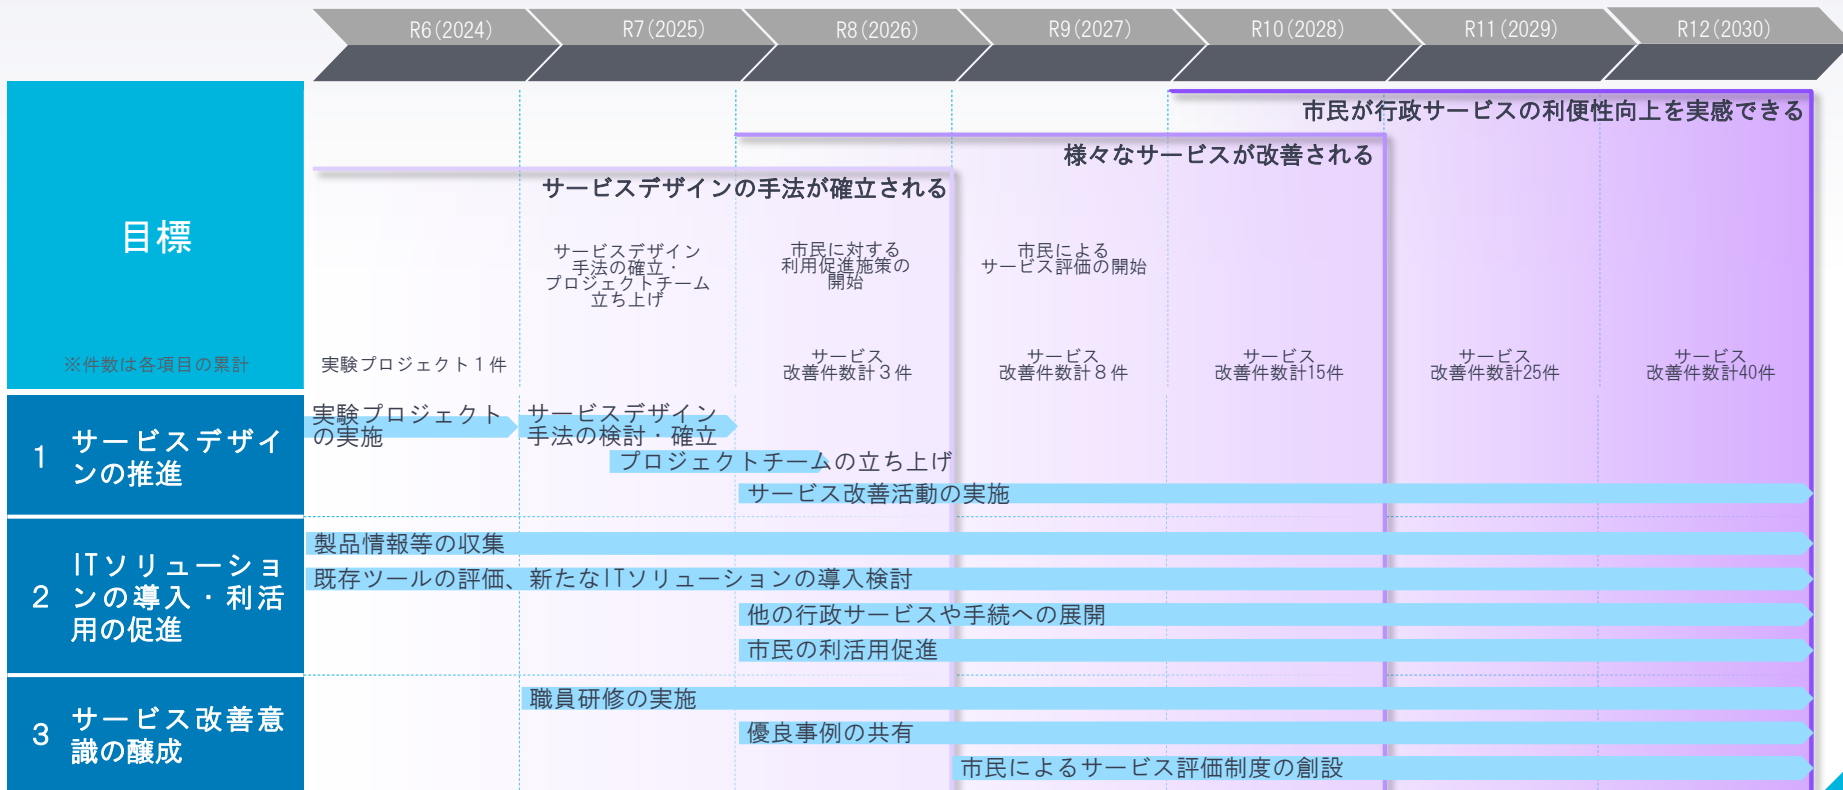 R6(2024)
R7(2025)
R8(2026)
R9(2027)
R10(2028)
R11(2029)
R12(2030)
目標
※件数は各項目の累計
市民が行政サービスの利便性向上を実感できる
様々なサービスが改善される
サービスデザインの手法が確立される
サービスデザイン
手法の確立・
プロジェクトチーム
立ち上げ
市民に対する
利用促進施策の
開始
市民による
サービス評価の開始
実験プロジェクト1件
サービス
改善件数計3件
サービス
改善件数計8件
サービス
改善件数計15件
サービス
改善件数計25件
サービス
改善件数計40件
1
サービスデザイ
ンの推進
実験プロジェクト
の実施
サービスデザイン
手法の検討・確立
プロジェクトチームの立ち上げ
サービス改善活動の実施
2
ITソリューショ
ンの導入・利活
用の促進
製品情報等の収集
既存ツールの評価、新たなITソリューションの導入検討
他の行政サービスや手続への展開
市民の利活用促進
3
サービス改善意
識の醸成
職員研修の実施
優良事例の共有
市民によるサービス評価制度の創設